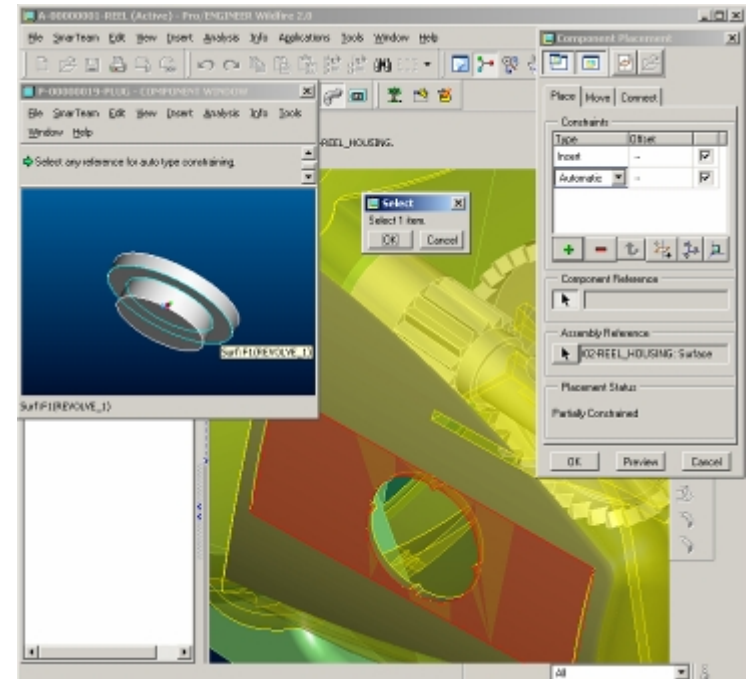 A-00000001-REEL (Active) - Pro/ENGINEER Wildfire 2.0
File SmarTeam Edit View Insert Analysis Info Applications Tools Window Help
P-00000019-PLUG - COMPONENT WINDOW
File SmarTeam Edit View Insert Analysis Info Tools
Window Help
Select any reference for auto type constraining.
REEL_HOUSING.
Surf:F1(REVOLVE_1)
Surf:F1(REVOLVE_1)
Select
Select 1 item.
OK Cancel
Component Placement
Place Move Connect
Constraints
Type Offset
Insert --
Automatic --
Component Reference
Assembly Reference
02-REEL_HOUSING: Surface
Placement Status
Partially Constrained
OK Preview Cancel
All